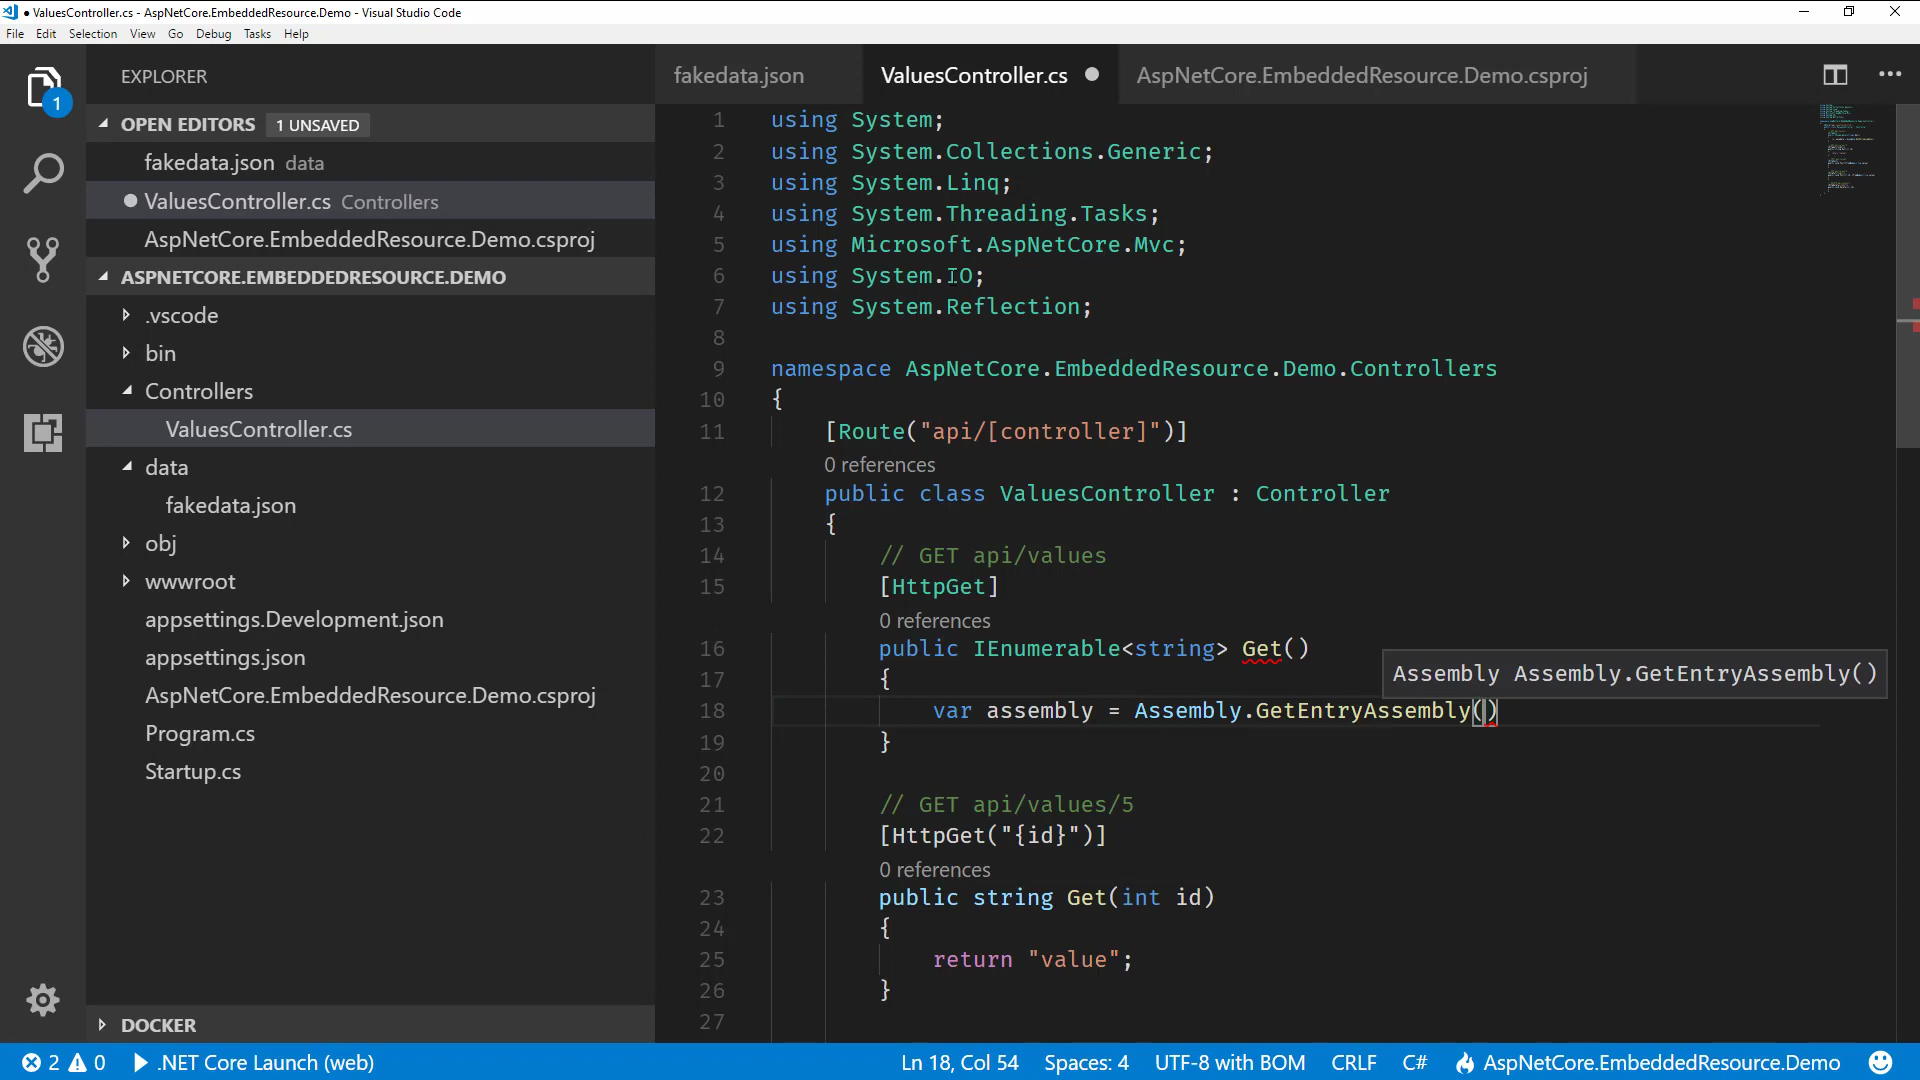 ● ValuesController.cs - AspNetCore.EmbeddedResource.Demo - Visual Studio Code
File Edit Selection View Go Debug Tasks Help
1
EXPLORER
OPEN EDITORS 1 UNSAVED
fakedata.json data
ValuesController.cs Controllers
AspNetCore.EmbeddedResource.Demo.csproj
ASPNETCORE.EMBEDDEDRESOURCE.DEMO
.vscode
bin
Controllers
ValuesController.cs
data
fakedata.json
obj
wwwroot
appsettings.Development.json
appsettings.json
AspNetCore.EmbeddedResource.Demo.csproj
Program.cs
Startup.cs
DOCKER
fakedata.json ValuesController.cs AspNetCore.EmbeddedResource.Demo.csproj
1 using System;
2 using System.Collections.Generic;
3 using System.Linq;
4 using System.Threading.Tasks;
5 using Microsoft.AspNetCore.Mvc;
6 using System.IO;
7 using System.Reflection;
8
9 namespace AspNetCore.EmbeddedResource.Demo.Controllers
10 {
11 [Route("api/[controller]")]
0 references
12 public class ValuesController : Controller
13 {
14 // GET api/values
15 [HttpGet]
0 references
16 public IEnumerable<string> Get()
17 {
Assembly Assembly.GetEntryAssembly()
18 var assembly = Assembly.GetEntryAssembly()
19 }
20
21 // GET api/values/5
22 [HttpGet("{id}")]
0 references
23 public string Get(int id)
24 {
25 return "value";
26 }
27
2 0 .NET Core Launch (web) Ln 18, Col 54 Spaces: 4 UTF-8 with BOM CRLF C# AspNetCore.EmbeddedResource.Demo